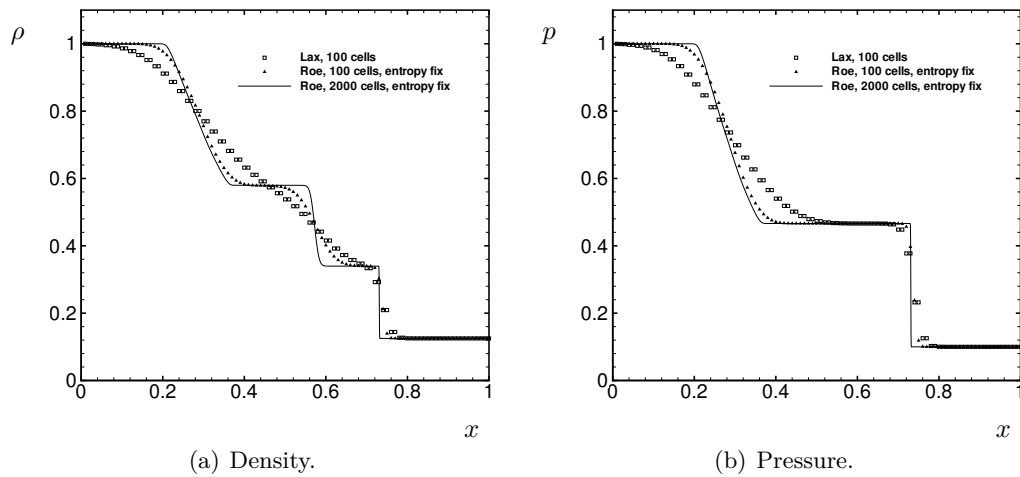 ρ
1
0.8
0.6
0.4
0.2
0
0 0.2 0.4 0.6 0.8 1
x
Lax, 100 cells
Roe, 100 cells, entropy fix
Roe, 2000 cells, entropy fix
(a) Density.
p
1
0.8
0.6
0.4
0.2
0
0 0.2 0.4 0.6 0.8 1
x
Lax, 100 cells
Roe, 100 cells, entropy fix
Roe, 2000 cells, entropy fix
(b) Pressure.